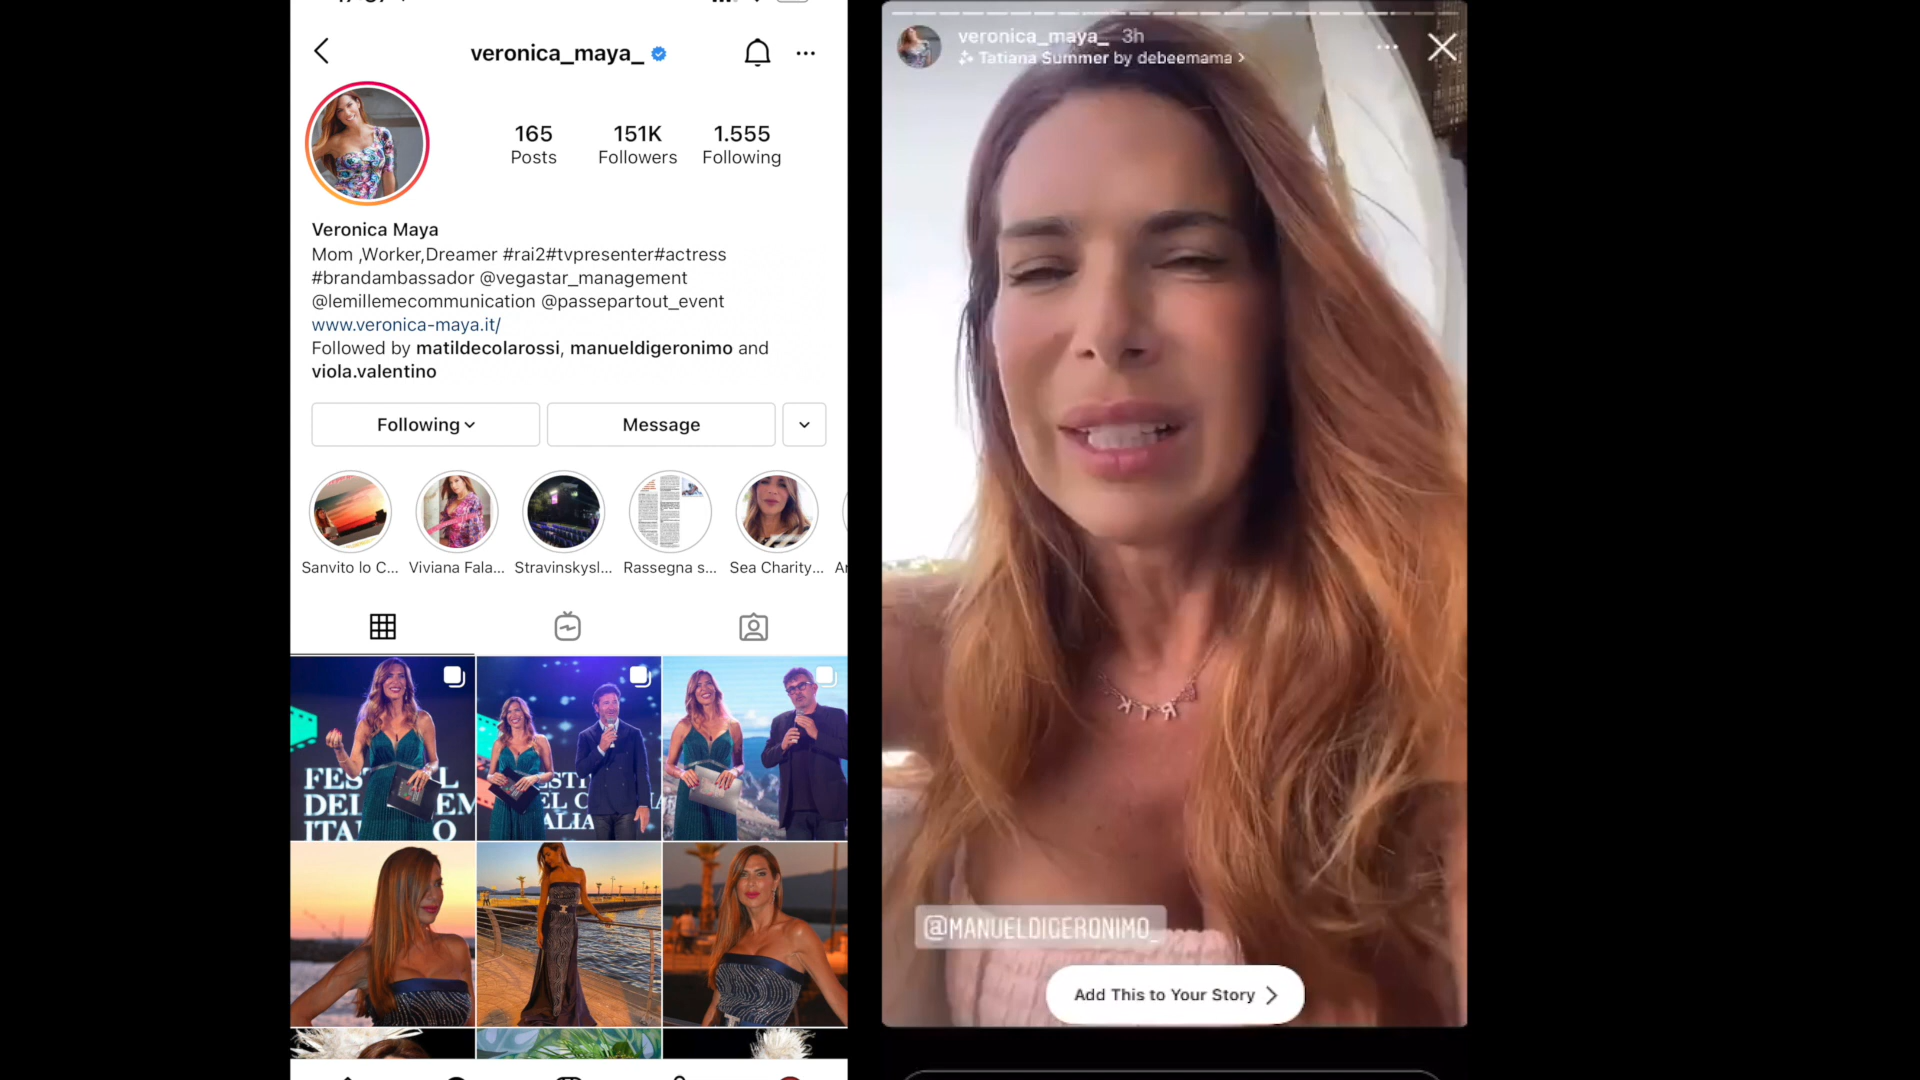 veronica_maya_
165
Posts
151K
Followers
1.555
Following
Veronica Maya
Mom ,Worker,Dreamer #rai2#tvpresenter#actress
#brandambassador @vegastar_management
@lemillemecommunication @passepartout_event
www.veronica-maya.it/
Followed by matildecolarossi, manueldigeronimo and
viola.valentino
Following
Message
Sanvito lo C...
Viviana Fala...
Stravinskysl...
Rassegna s...
Sea Charity...
veronica_maya_ 3h
Tatiana Summer by debeemama
@MANUELDIGERONIMO_
Add This to Your Story